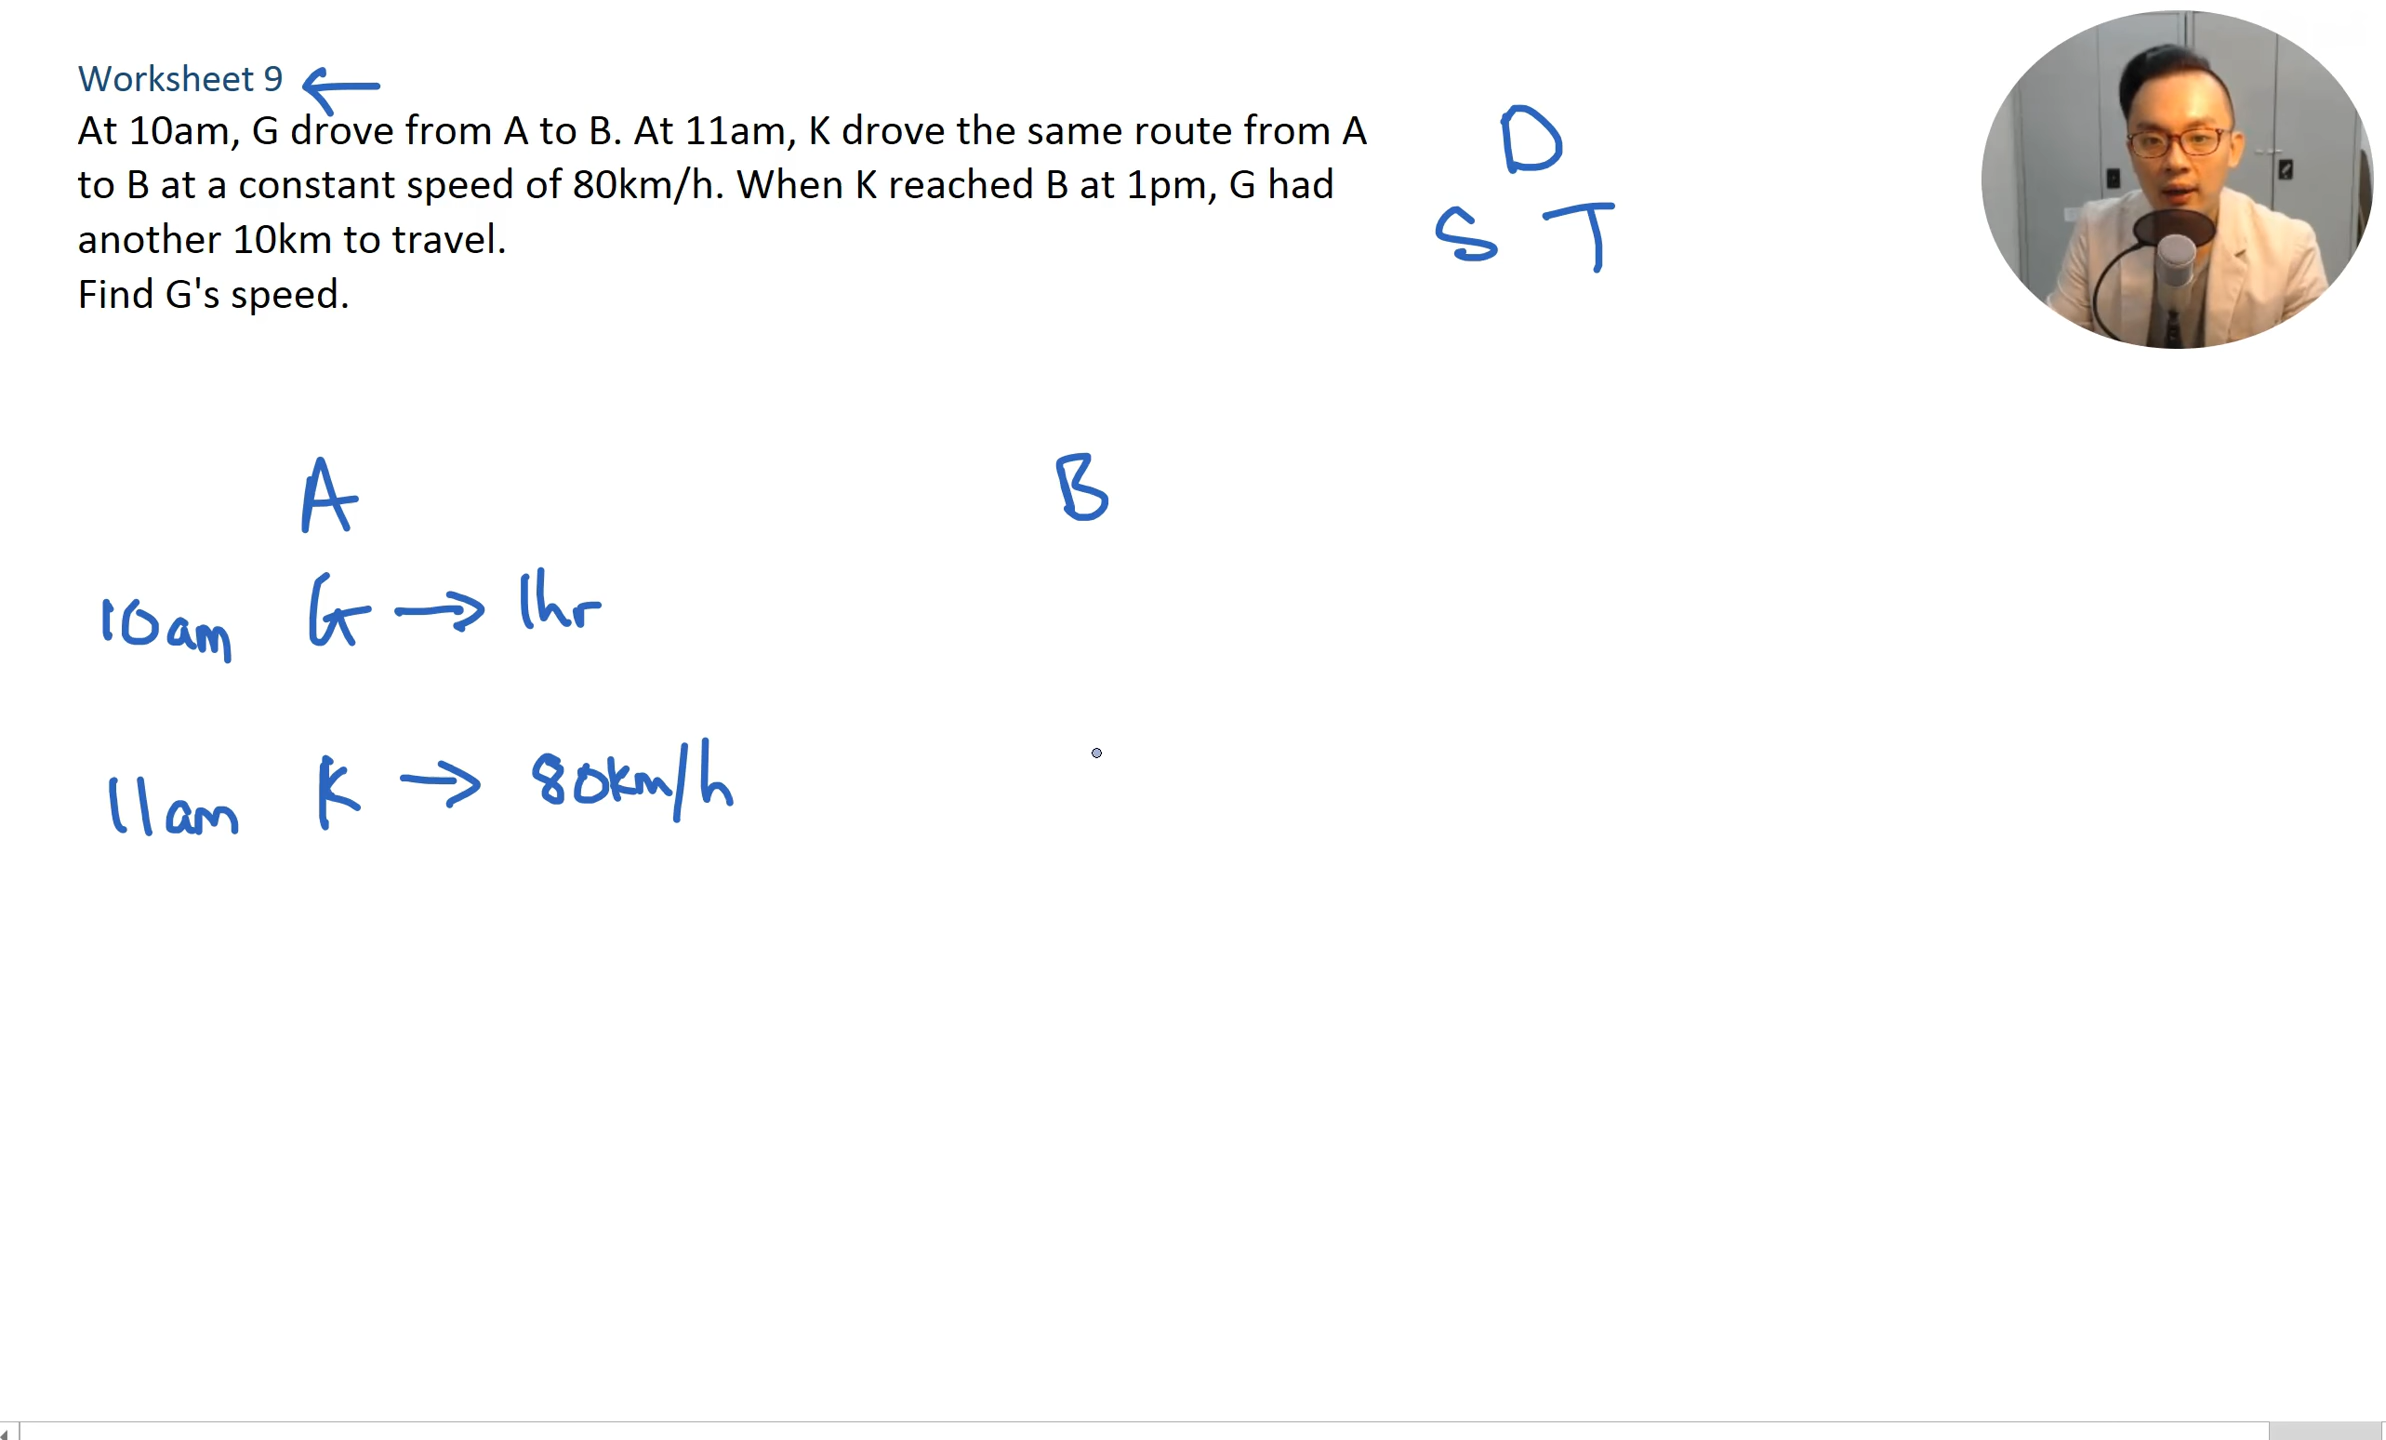 Worksheet 9
At 10am, G drove from A to B. At 11am, K drove the same route from A
to B at a constant speed of 80km/h. When K reached B at 1pm, G had
another 10km to travel.
Find G's speed.
D
S T
A B
10am G → 1hr
11am K → 80km/h